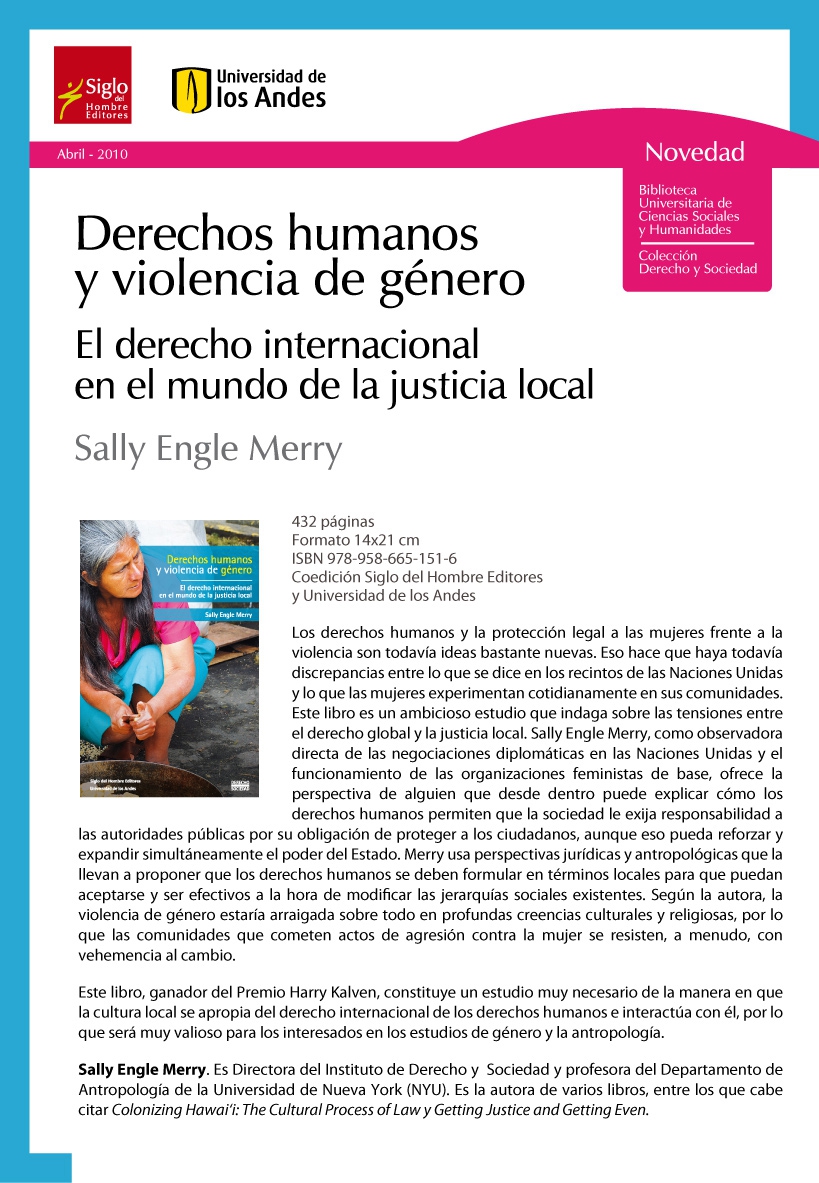 Siglo
del
Hombre
Editores
Universidad de
los Andes
Abril - 2010
Novedad
Biblioteca
Universitaria de
Ciencias Sociales
y Humanidades
Colección
Derecho y Sociedad
Derechos humanos
y violencia de género
El derecho internacional
en el mundo de la justicia local
Sally Engle Merry
Derechos humanos
y violencia de género
El derecho internacional
en el mundo de la justicia local
Sally Engle Merry
Siglo del Hombre Editores
Universidad de los Andes
432 páginas
Formato 14x21 cm
ISBN 978-958-665-151-6
Coedición Siglo del Hombre Editores
y Universidad de los Andes
Los derechos humanos y la protección legal a las mujeres frente a la
violencia son todavía ideas bastante nuevas. Eso hace que haya todavía
discrepancias entre lo que se dice en los recintos de las Naciones Unidas
y lo que las mujeres experimentan cotidianamente en sus comunidades.
Este libro es un ambicioso estudio que indaga sobre las tensiones entre
el derecho global y la justicia local. Sally Engle Merry, como observadora
directa de las negociaciones diplomáticas en las Naciones Unidas y el
funcionamiento de las organizaciones feministas de base, ofrece la
perspectiva de alguien que desde dentro puede explicar cómo los
derechos humanos permiten que la sociedad le exija responsabilidad a
las autoridades públicas por su obligación de proteger a los ciudadanos, aunque eso pueda reforzar y
expandir simultáneamente el poder del Estado. Merry usa perspectivas jurídicas y antropológicas que la
llevan a proponer que los derechos humanos se deben formular en términos locales para que puedan
aceptarse y ser efectivos a la hora de modificar las jerarquías sociales existentes. Según la autora, la
violencia de género estaría arraigada sobre todo en profundas creencias culturales y religiosas, por lo
que las comunidades que cometen actos de agresión contra la mujer se resisten, a menudo, con
vehemencia al cambio.
Este libro, ganador del Premio Harry Kalven, constituye un estudio muy necesario de la manera en que
la cultura local se apropia del derecho internacional de los derechos humanos e interactúa con él, por lo
que será muy valioso para los interesados en los estudios de género y la antropología.
Sally Engle Merry. Es Directora del Instituto de Derecho y Sociedad y profesora del Departamento de
Antropología de la Universidad de Nueva York (NYU). Es la autora de varios libros, entre los que cabe
citar Colonizing Hawai‘i: The Cultural Process of Law y Getting Justice and Getting Even.